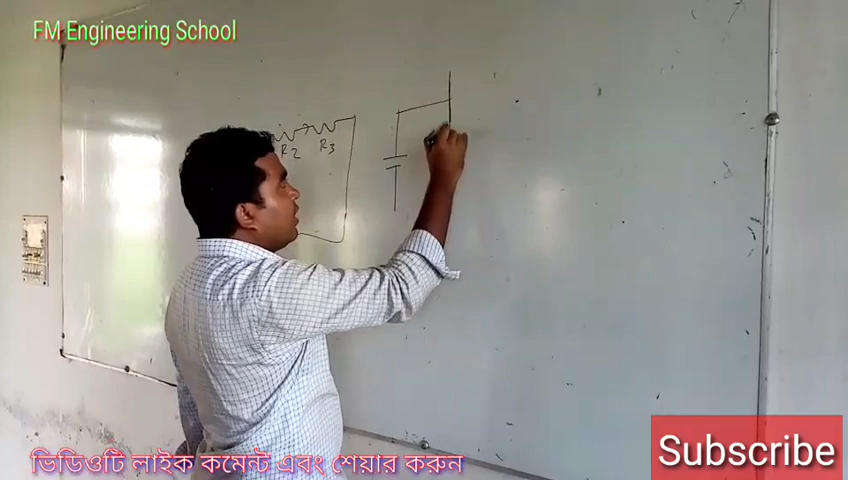 FM Engineering School
R2 R3
ভিডিওটি লাইক কমেন্ট এবং শেয়ার করুন
Subscribe